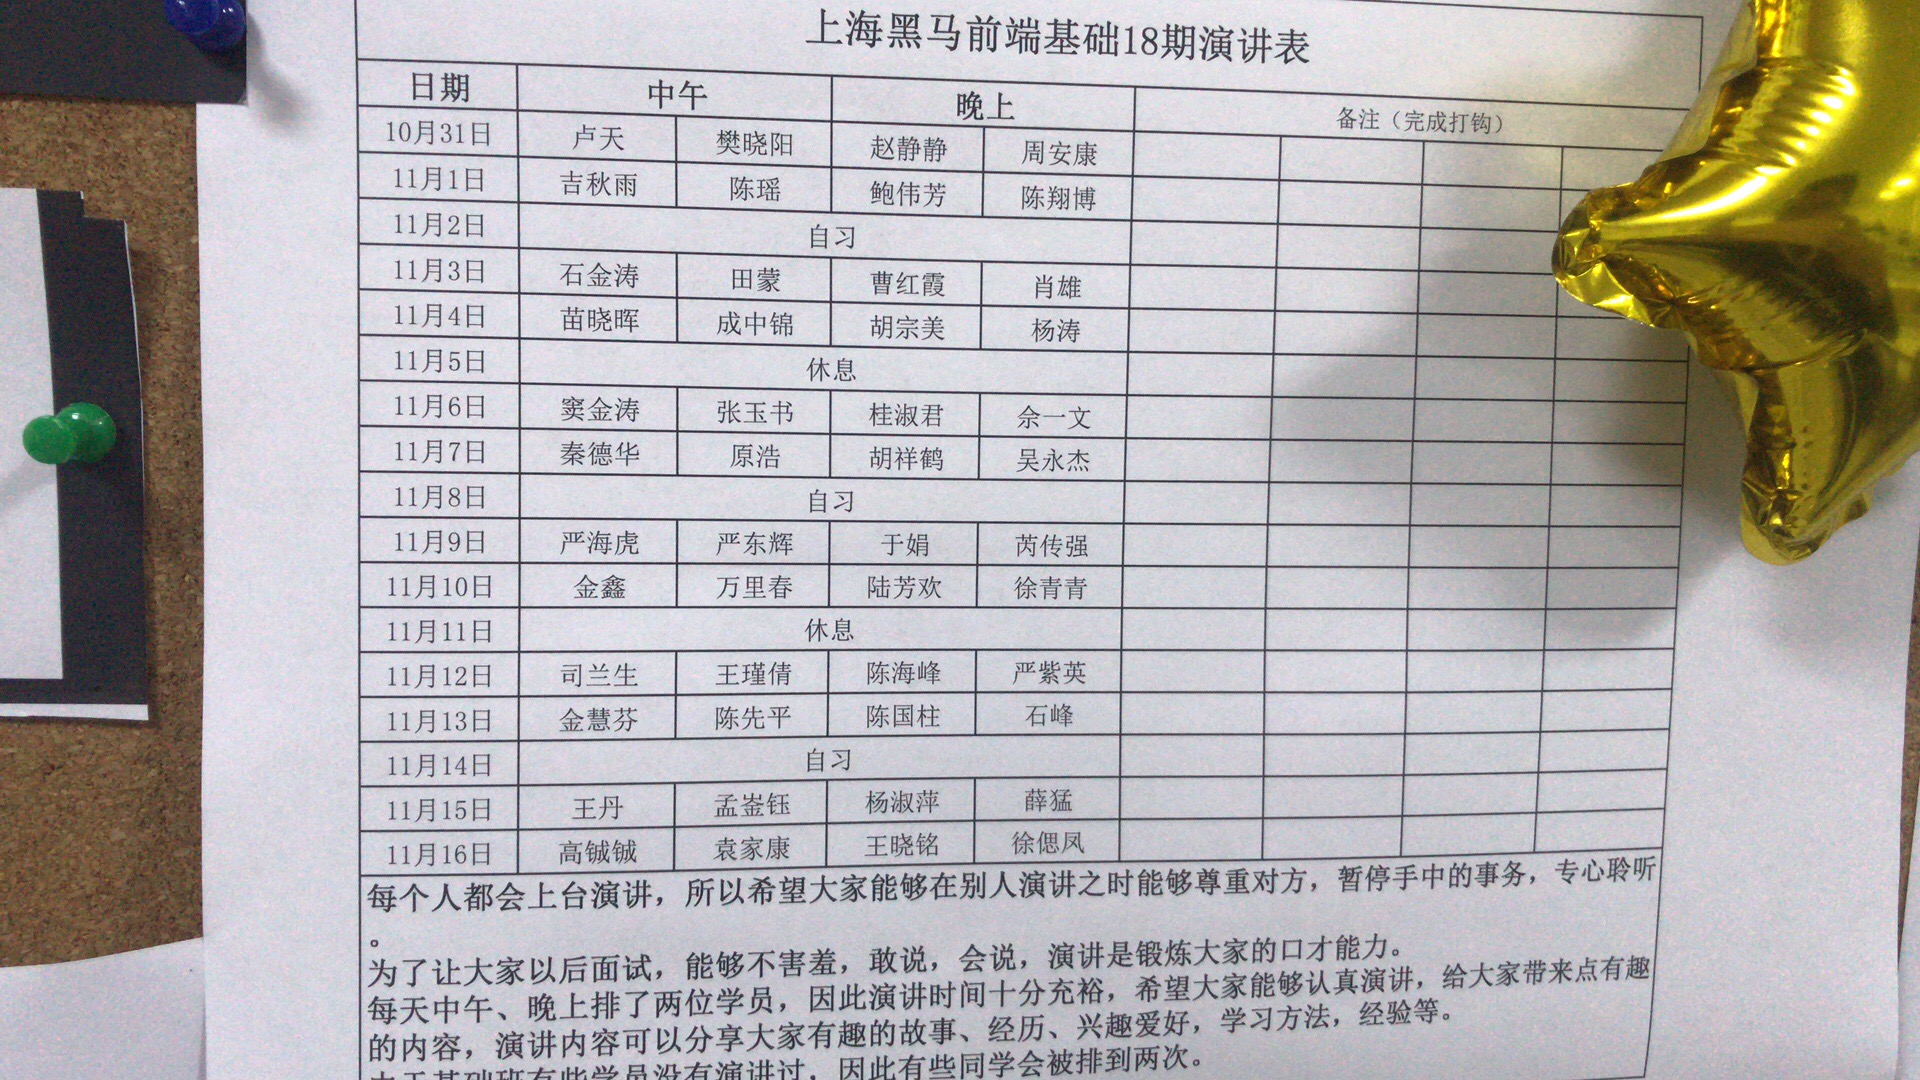 上海黑马前端基础18期演讲表
日期 中午 晚上 备注（完成打钩）
10月31日 卢天 樊晓阳 赵静静 周安康
11月1日 吉秋雨 陈瑶 鲍伟芳 陈翔博
11月2日 自习
11月3日 石金涛 田蒙 曹红霞 肖雄
11月4日 苗晓晖 成中锦 胡宗美 杨涛
11月5日 休息
11月6日 窦金涛 张玉书 桂淑君 佘一文
11月7日 秦德华 原浩 胡祥鹤 吴永杰
11月8日 自习
11月9日 严海虎 严东辉 于娟 芮传强
11月10日 金鑫 万里春 陆芳欢 徐青青
11月11日 休息
11月12日 司兰生 王瑾倩 陈海峰 严紫英
11月13日 金慧芬 陈先平 陈国柱 石峰
11月14日 自习
11月15日 王丹 孟崟钰 杨淑萍 薛猛
11月16日 高铖铖 袁家康 王晓铭 徐偲凤
每个人都会上台演讲，所以希望大家能够在别人演讲之时能够尊重对方，暂停手中的事务，专心聆听
。
为了让大家以后面试，能够不害羞，敢说，会说，演讲是锻炼大家的口才能力。
每天中午、晚上排了两位学员，因此演讲时间十分充裕，希望大家能够认真演讲，给大家带来点有趣
的内容，演讲内容可以分享大家有趣的故事、经历、兴趣爱好，学习方法，经验等。
由于基础班有些学员没有演讲过，因此有些同学会被排到两次。